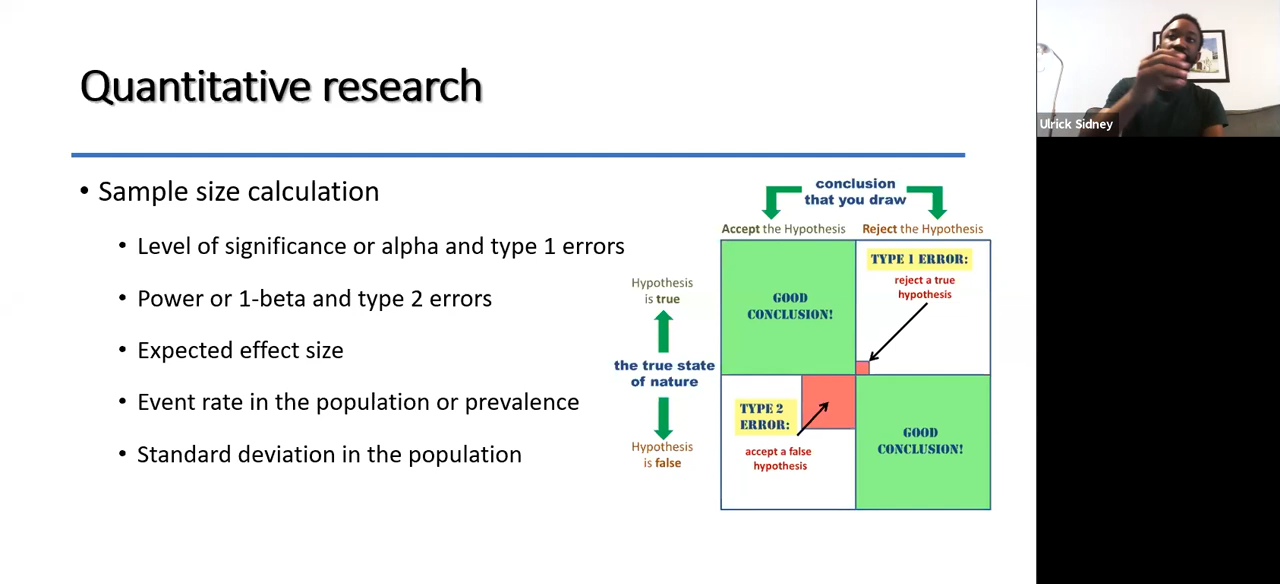 Quantitative research
• Sample size calculation
• Level of significance or alpha and type 1 errors
• Power or 1-beta and type 2 errors
• Expected effect size
• Event rate in the population or prevalence
• Standard deviation in the population
conclusion
that you draw
Accept the Hypothesis
Reject the Hypothesis
Hypothesis
is true
the true state
of nature
Hypothesis
is false
GOOD
CONCLUSION!
TYPE 1 ERROR:
reject a true
hypothesis
TYPE 2
ERROR:
accept a false
hypothesis
GOOD
CONCLUSION!
Ulrick Sidney